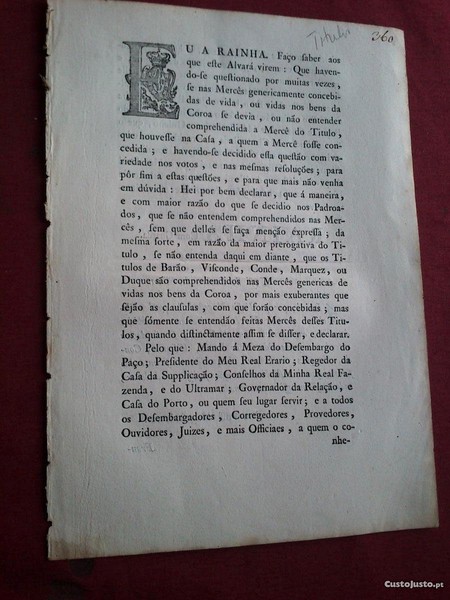 Titulos
360
EU A RAINHA. Faço saber aos
que eſte Alvará virem: Que haven-
do-ſe queſtionado por muitas vezes,
ſe nas Mercês genericamente concebi-
das de vida, ou vidas nos bens da
Coroa ſe devia, ou não entender
comprehendida a Mercê do Titulo,
que houveſſe na Caſa, a quem a Mercê foſſe con-
cedida; e havendo-ſe decidido eſta queſtão com va-
riedade nos votos, e nas meſmas reſoluções; para
pôr fim a eſtas queſtões, e para que mais não venha
em dúvida: Hei por bem declarar, que á maneira,
e com maior razão do que ſe decidio nos Padroa-
dos, que ſe não entendem comprehendidos nas Mer-
cês, ſem que delles ſe faça menção expreſſa; da
meſma ſorte, em razão da maior prerogativa do Ti-
tulo, ſe não entenda daqui em diante, que os Ti-
tulos de Barão, Viſconde, Conde, Marquez, ou
Duque são comprehendidos nas Mercês genericas de
vidas nos bens da Coroa, por mais exuberantes que
ſejão as clauſulas, com que forão concebidas; mas
que ſómente ſe entendão feitas Mercês deſſes Titu-
los, quando diſtinctamente aſſim ſe diſſer, e declarar.
Pelo que: Mando á Meza do Deſembargo do
Paço; Preſidente do Meu Real Erario; Regedor da
Caſa da Supplicação; Conſelhos da Minha Real Fa-
zenda, e do Ultramar; Governador da Relação, e
Caſa do Porto, ou quem ſeu lugar ſervir; e a todos
os Deſembargadores, Corregedores, Provedores,
Ouvidores, Juizes, e mais Officiaes, a quem o co-
nhe-
CustoJusto.pt